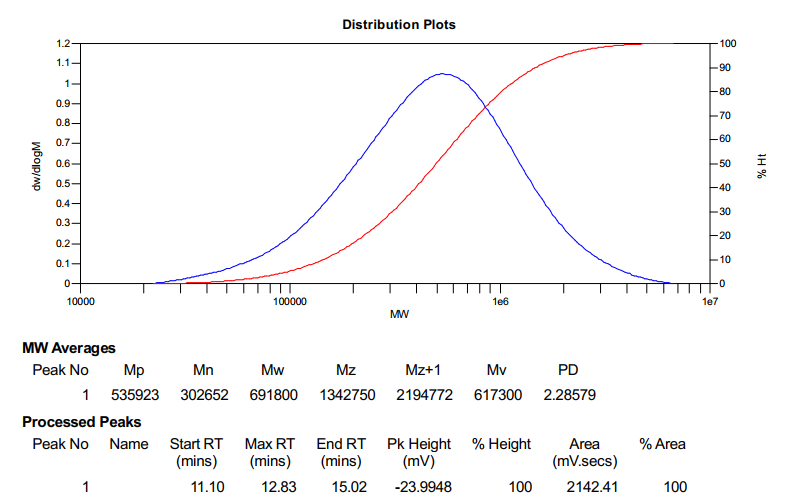 Distribution Plots
1.2
1.1
1
0.9
0.8
0.7
0.6
0.5
0.4
0.3
0.2
0.1
0
dw/dlogM
100
90
80
70
60
50
40
30
20
10
0
% Ht
10000 100000 1e6 1e7
MW
MW Averages
Peak No Mp Mn Mw Mz Mz+1 Mv PD
1 535923 302652 691800 1342750 2194772 617300 2.28579
Processed Peaks
Peak No Name Start RT Max RT End RT Pk Height % Height Area % Area
(mins) (mins) (mins) (mV) (mV.secs)
1 11.10 12.83 15.02 -23.9948 100 2142.41 100